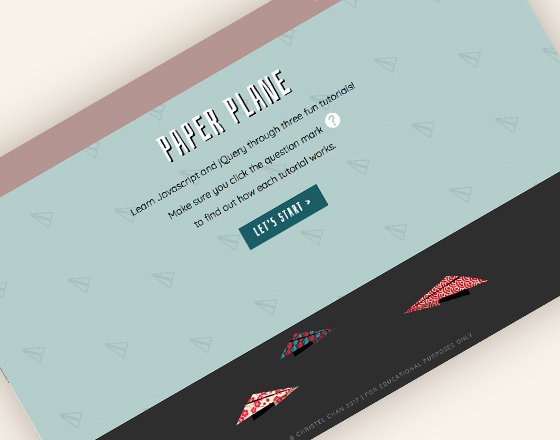 PAPER PLANE
Learn Javascript and jQuery through three fun tutorials!
Make sure you click the question mark ?
to find out how each tutorial works.
LET'S START >
© CHRISTEL CHAN 2017 | FOR EDUCATIONAL PURPOSES ONLY